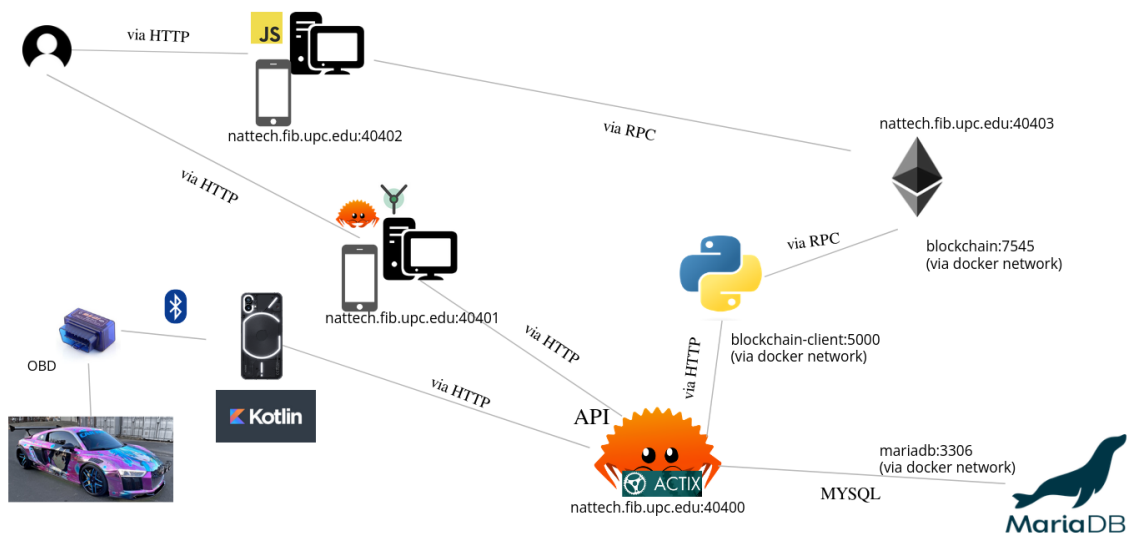 via HTTP
JS
nattech.fib.upc.edu:40402
via RPC
nattech.fib.upc.edu:40403
via HTTP
via RPC
blockchain:7545
(via docker network)
nattech.fib.upc.edu:40401
blockchain-client:5000
(via docker network)
via HTTP
via HTTP
OBD
via HTTP
Kotlin
API
ACTIX
nattech.fib.upc.edu:40400
mariadb:3306
(via docker network)
MYSQL
MariaDB